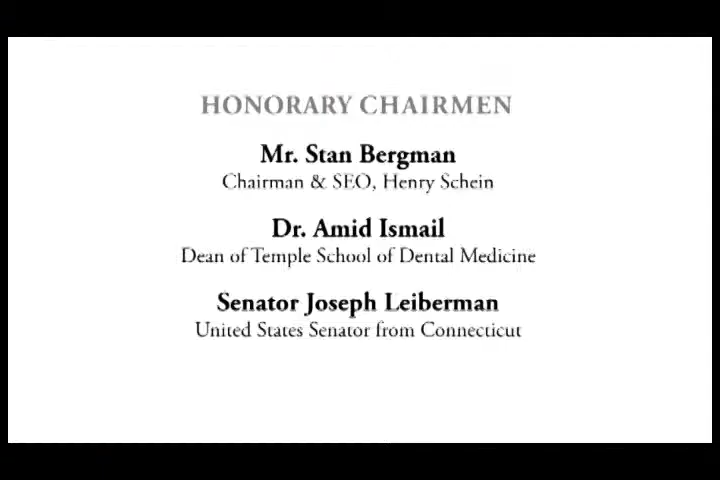 HONORARY CHAIRMEN
Mr. Stan Bergman
Chairman & SEO, Henry Schein
Dr. Amid Ismail
Dean of Temple School of Dental Medicine
Senator Joseph Leiberman
United States Senator from Connecticut